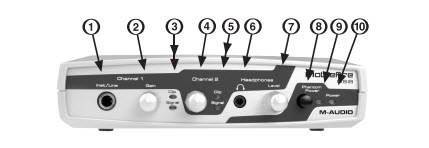 ① ② ③ ④ ⑤ ⑥ ⑦ ⑧ ⑨ ⑩
Channel 1 Channel 2 Headphones
Inst/Line Gain Clip Signal Clip Signal Level Phantom Power Power
M-AUDIO